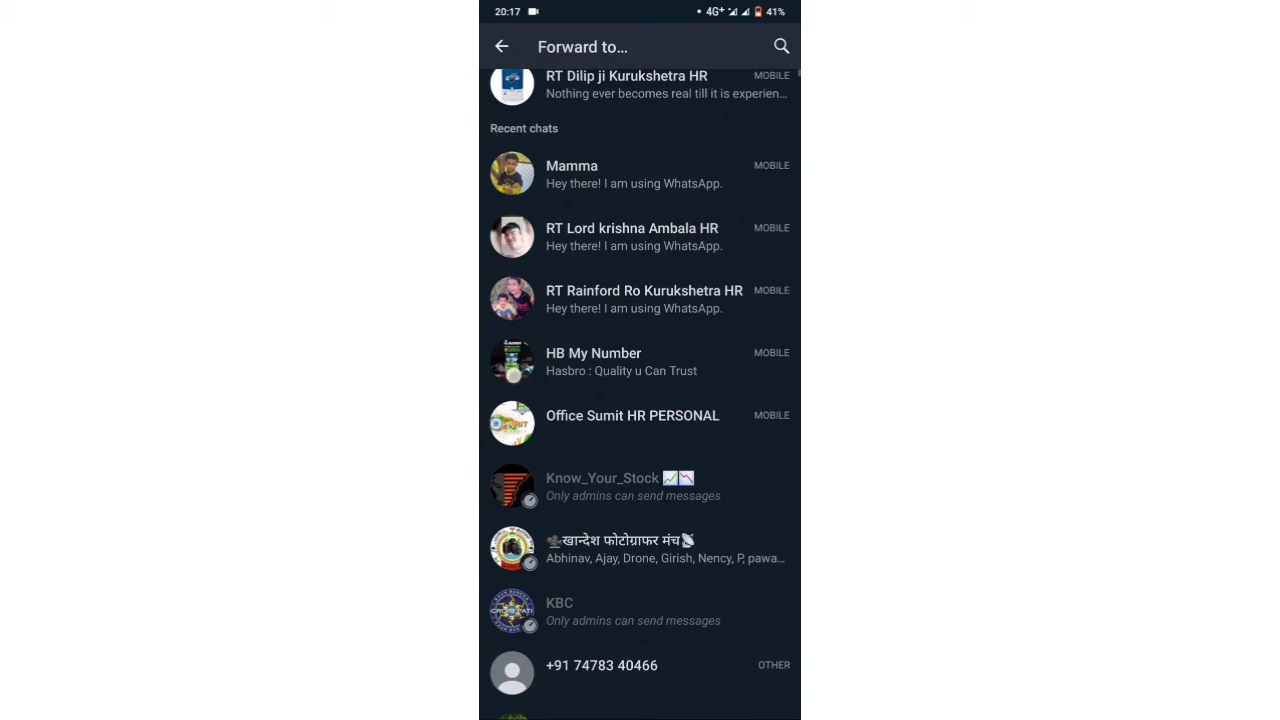 20:17 4G+ 41%
Forward to...
RT Dilip ji Kurukshetra HR MOBILE
Nothing ever becomes real till it is experien...
Recent chats
Mamma MOBILE
Hey there! I am using WhatsApp.
RT Lord krishna Ambala HR MOBILE
Hey there! I am using WhatsApp.
RT Rainford Ro Kurukshetra HR MOBILE
Hey there! I am using WhatsApp.
HB My Number MOBILE
Hasbro : Quality u Can Trust
Office Sumit HR PERSONAL MOBILE
Know_Your_Stock 📈📉
Only admins can send messages
खान्देश फोटोग्राफर मंच📡
Abhinav, Ajay, Drone, Girish, Nency, P, pawa...
KBC
Only admins can send messages
+91 74783 40466 OTHER